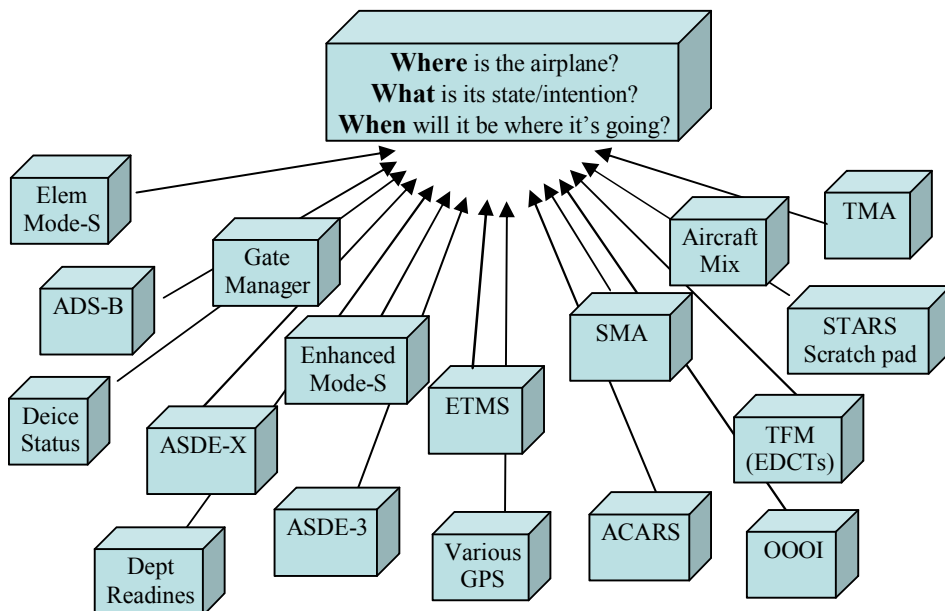 Where is the airplane?
What is its state/intention?
When will it be where it's going?
Elem
Mode-S
TMA
Gate
Manager
Aircraft
Mix
ADS-B
SMA
STARS
Scratch pad
Enhanced
Mode-S
ETMS
Deice
Status
ASDE-X
TFM
(EDCTs)
Dept
Readines
ASDE-3
Various
GPS
ACARS
OOOI